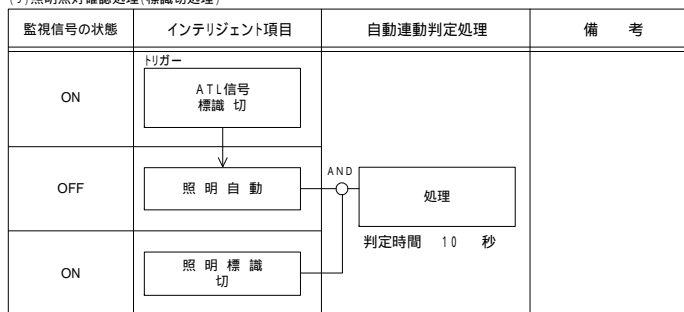 監視信号の状態 インテリジェント項目 自動連動判定処理 備 考
トリガー
ON
ATL信号
標識 切
OFF
照 明 自 動
AND
処理
判定時間 10 秒
ON
照 明 標 識
切